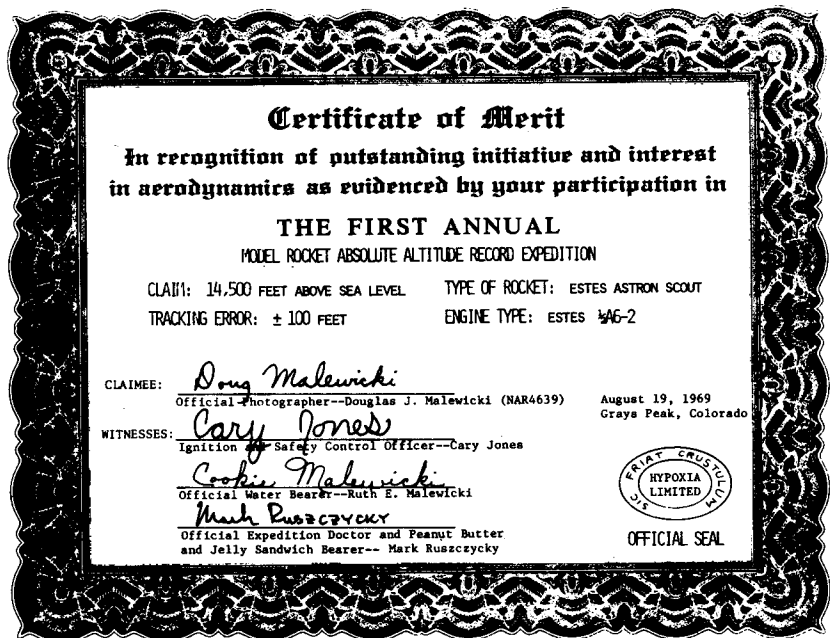 Certificate of Merit
In recognition of outstanding initiative and interest
in aerodynamics as evidenced by your participation in
THE FIRST ANNUAL
MODEL ROCKET ABSOLUTE ALTITUDE RECORD EXPEDITION
CLAIM: 14,500 FEET ABOVE SEA LEVEL TYPE OF ROCKET: ESTES ASTRON SCOUT
TRACKING ERROR: ± 100 FEET ENGINE TYPE: ESTES ½A6-2
CLAIMEE: Doug Malewicki
Official Photographer--Douglas J. Malewicki (NAR4639)
August 19, 1969
Grays Peak, Colorado
WITNESSES: Cary Jones
Ignition and Safety Control Officer--Cary Jones
Cookie Malewicki
Official Water Bearer--Ruth E. Malewicki
Mark Ruszczycky
Official Expedition Doctor and Peanut Butter
and Jelly Sandwich Bearer-- Mark Ruszczycky
SIC FRIAT CRUSTULUM
HYPOXIA
LIMITED
OFFICIAL SEAL